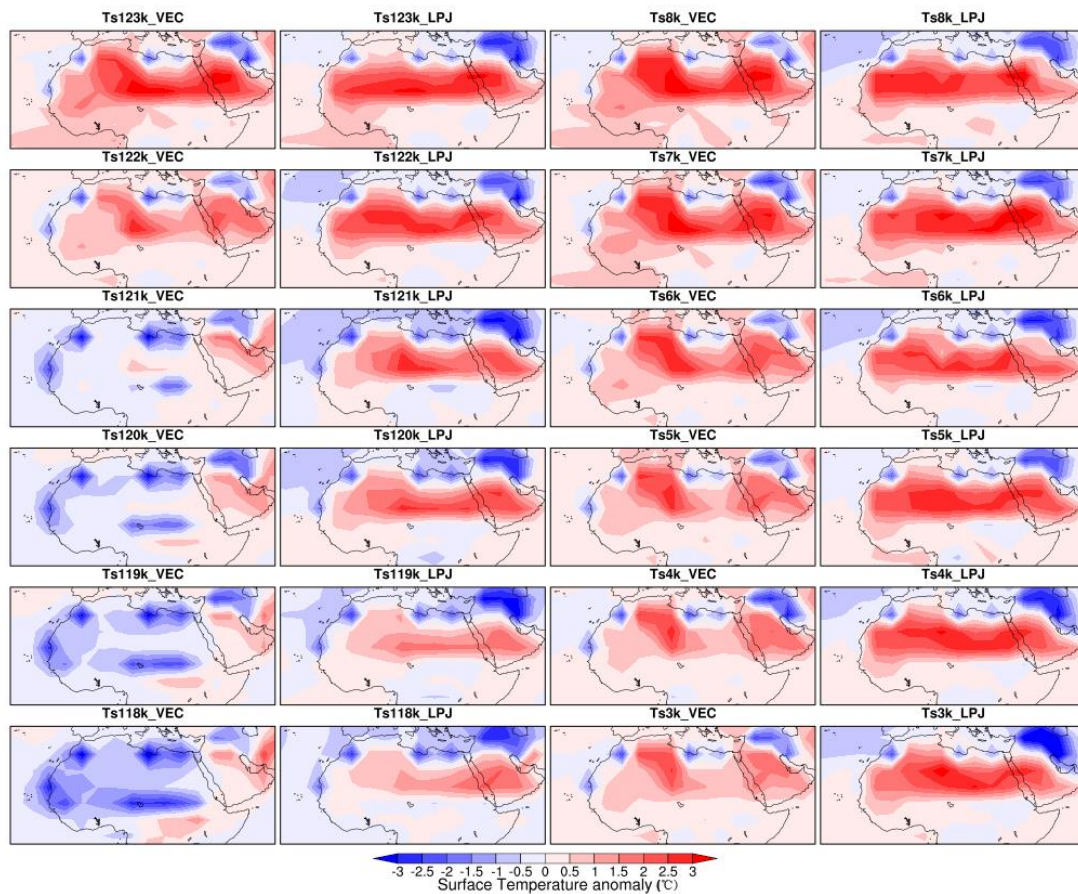 Ts123k_VEC Ts123k_LPJ Ts8k_VEC Ts8k_LPJ
Ts122k_VEC Ts122k_LPJ Ts7k_VEC Ts7k_LPJ
Ts121k_VEC Ts121k_LPJ Ts6k_VEC Ts6k_LPJ
Ts120k_VEC Ts120k_LPJ Ts5k_VEC Ts5k_LPJ
Ts119k_VEC Ts119k_LPJ Ts4k_VEC Ts4k_LPJ
Ts118k_VEC Ts118k_LPJ Ts3k_VEC Ts3k_LPJ
-3 -2.5 -2 -1.5 -1 -0.5 0 0.5 1 1.5 2 2.5 3
Surface Temperature anomaly (℃)